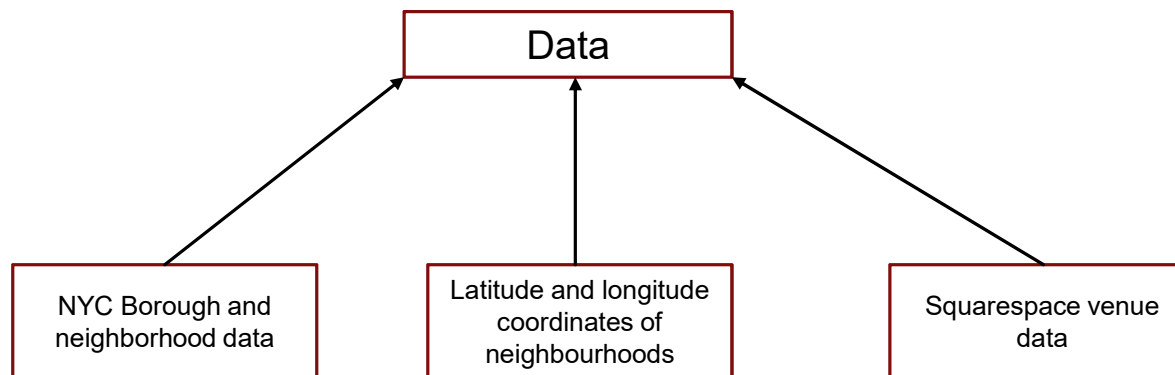 Data
NYC Borough and
neighborhood data
Latitude and longitude
coordinates of
neighbourhoods
Squarespace venue
data